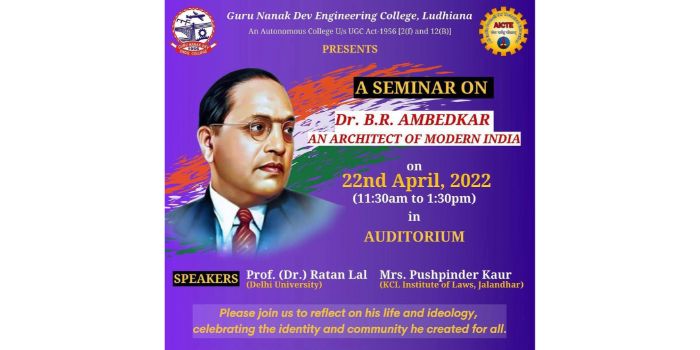 Guru Nanak Dev Engineering College, Ludhiana
An Autonomous College U/s UGC Act-1956 [2(f) and 12(B)]
PRESENTS
AICTE
A SEMINAR ON
Dr. B.R. AMBEDKAR
AN ARCHITECT OF MODERN INDIA
on
22nd April, 2022
(11:30am to 1:30pm)
in
AUDITORIUM
SPEAKERS
Prof. (Dr.) Ratan Lal
(Delhi University)
Mrs. Pushpinder Kaur
(KCL Institute of Laws, Jalandhar)
Please join us to reflect on his life and ideology,
celebrating the identity and community he created for all.